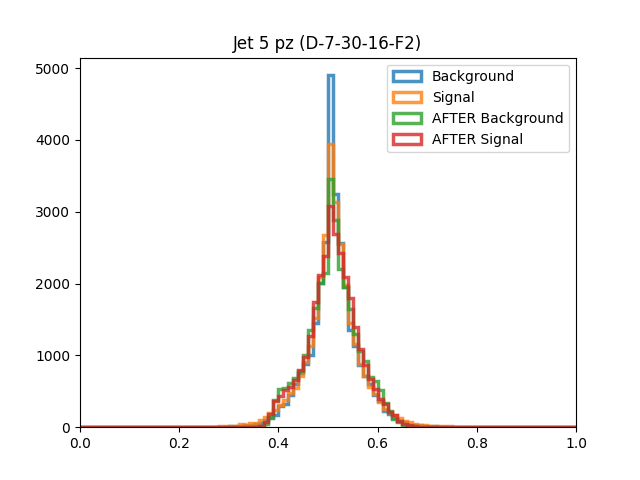 Jet 5 pz (D-7-30-16-F2)
Background
Signal
AFTER Background
AFTER Signal
5000
4000
3000
2000
1000
0
0.0 0.2 0.4 0.6 0.8 1.0